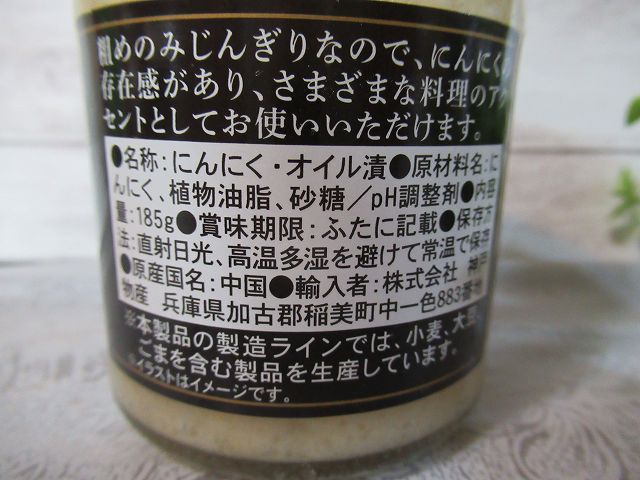 粗めのみじんぎりなので、にんにくの
存在感があり、さまざまな料理のアク
セントとしてお使いいただけます。
●名称:にんにく・オイル漬●原材料名:に
んにく、植物油脂、砂糖／pH調整剤●内容
量:185g●賞味期限:ふたに記載●保存方
法:直射日光、高温多湿を避けて常温で保存
●原産国名:中国●輸入者:株式会社 神戸
物産 兵庫県加古郡稲美町中一色883番地
※本製品の製造ラインでは、小麦、大豆、
ごまを含む製品を生産しています。
※イラストはイメージです。